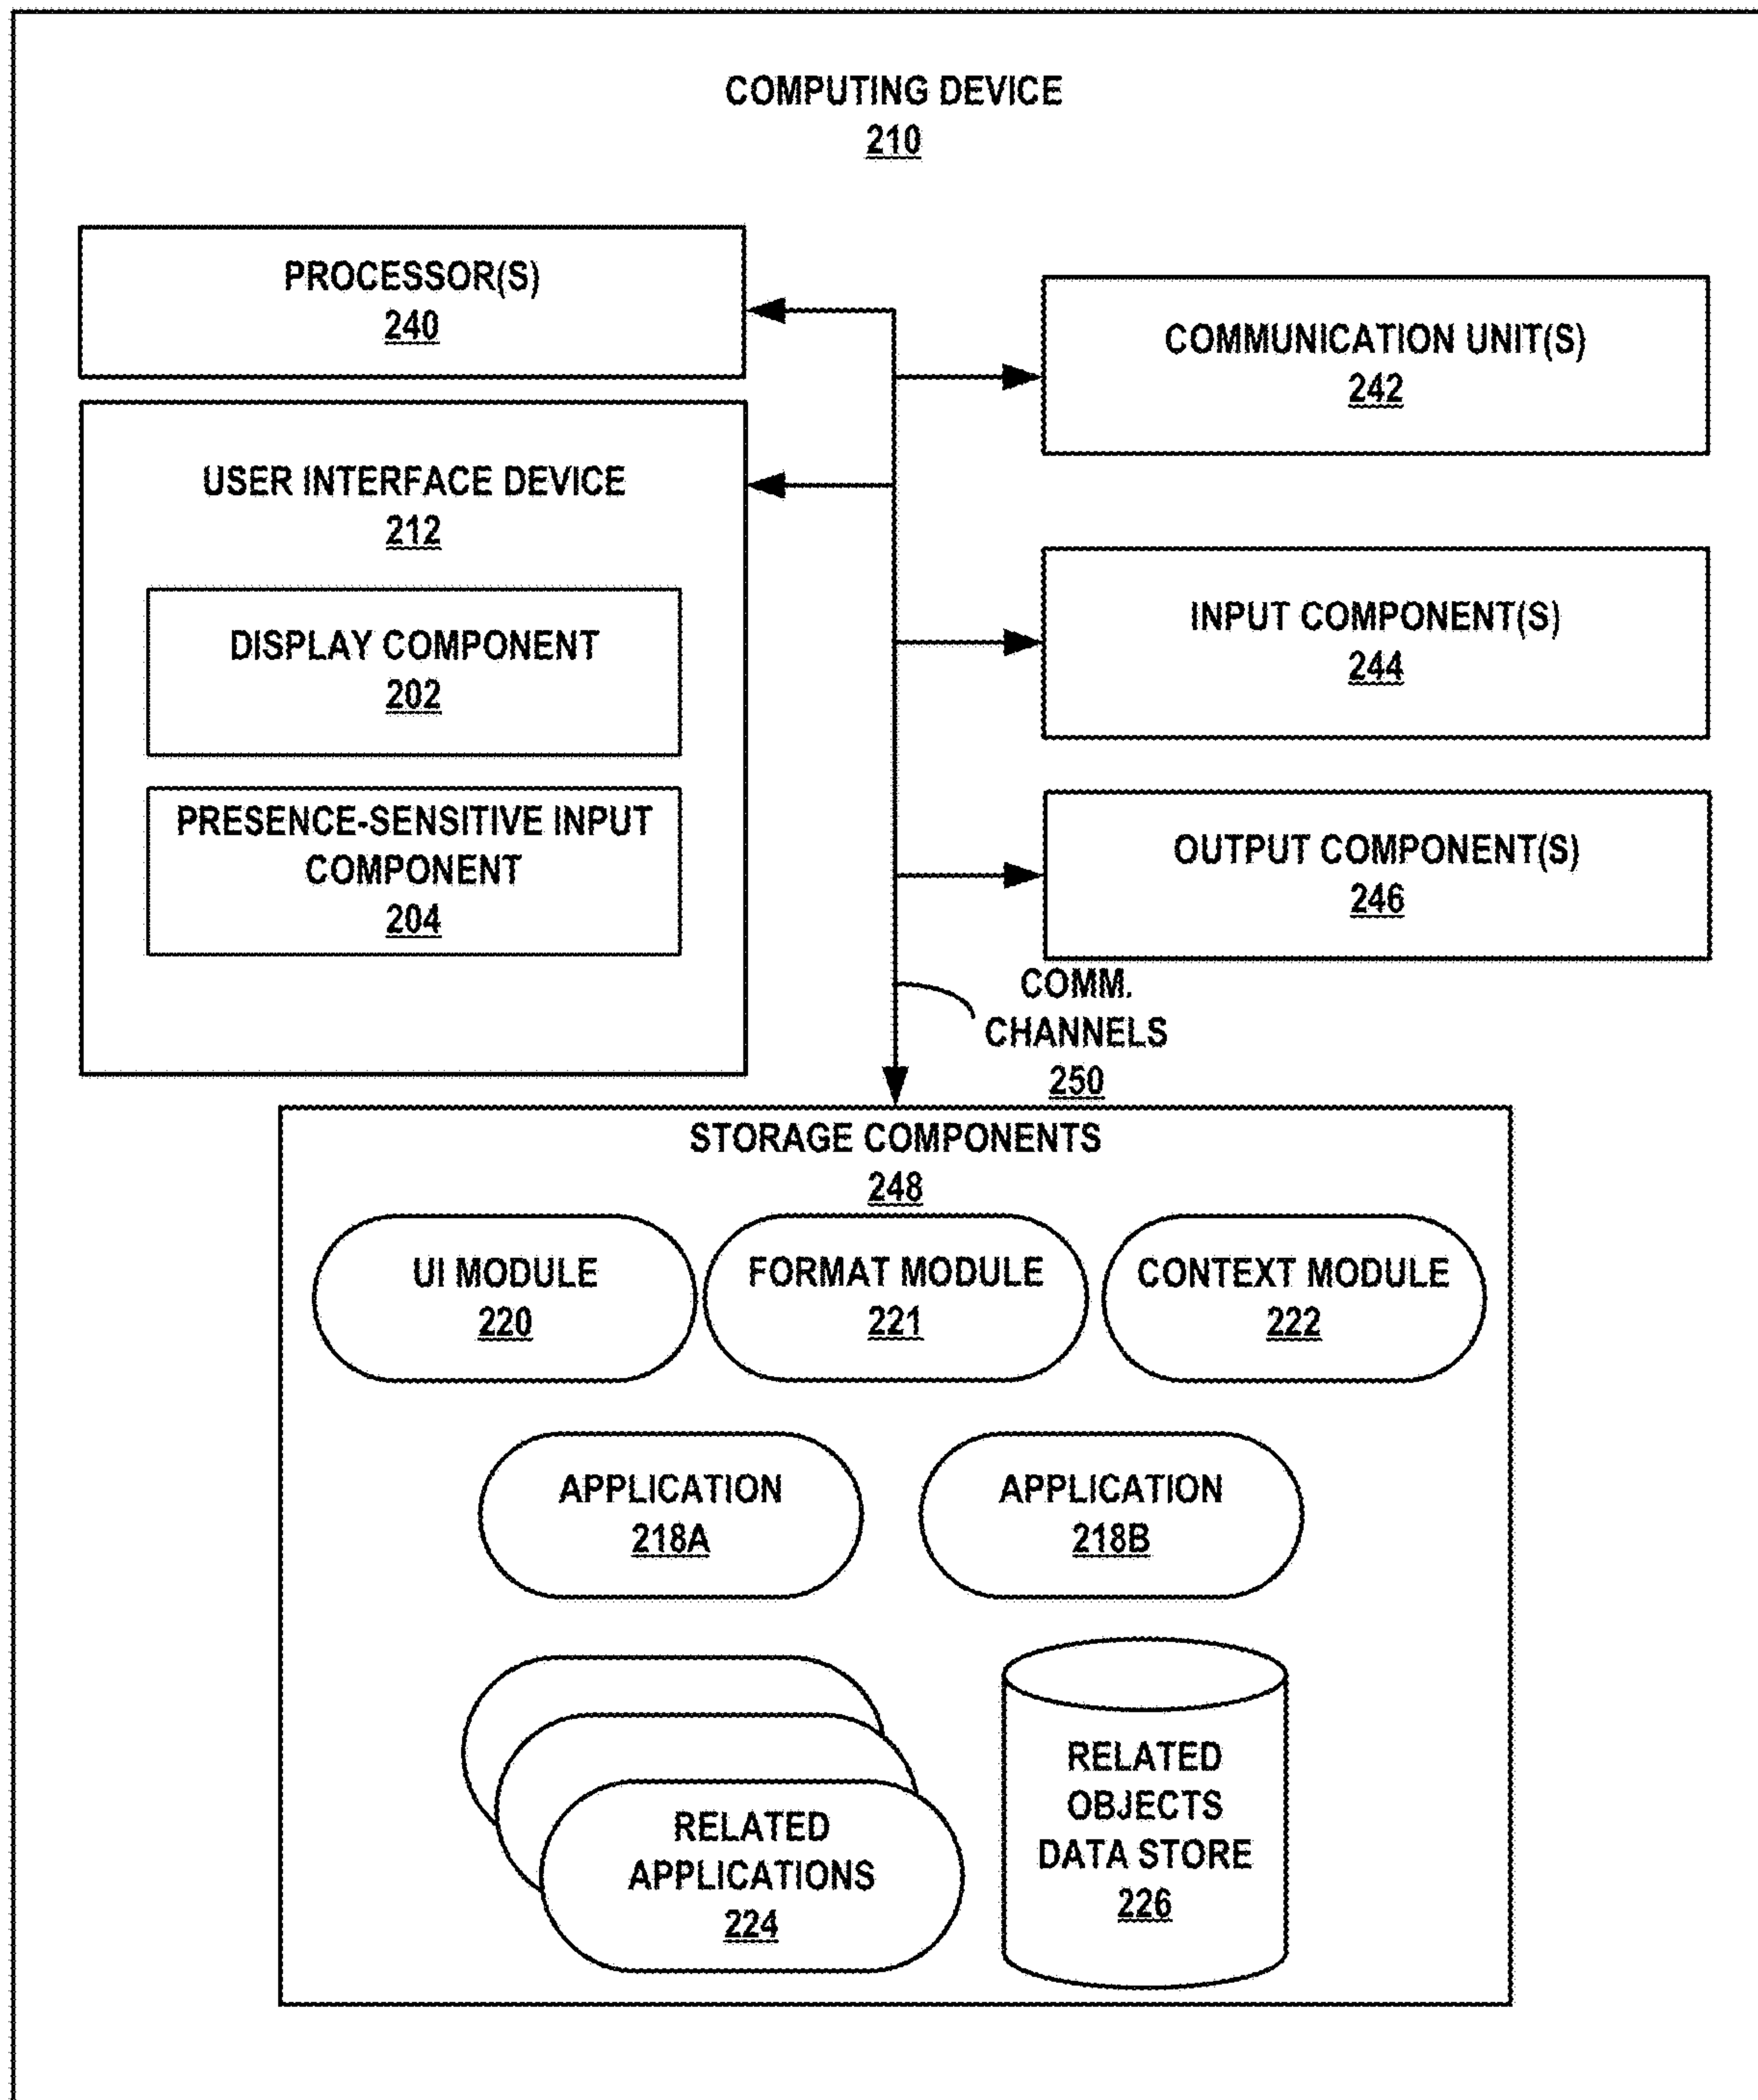 COMPUTING DEVICE
210
PROCESSOR(S)
240
COMMUNICATION UNIT(S)
242
USER INTERFACE DEVICE
212
DISPLAY COMPONENT
202
PRESENCE-SENSITIVE INPUT
COMPONENT
204
INPUT COMPONENT(S)
244
OUTPUT COMPONENT(S)
246
COMM.
CHANNELS
250
STORAGE COMPONENTS
248
UI MODULE
220
FORMAT MODULE
221
CONTEXT MODULE
222
APPLICATION
218A
APPLICATION
218B
RELATED
APPLICATIONS
224
RELATED
OBJECTS
DATA STORE
226